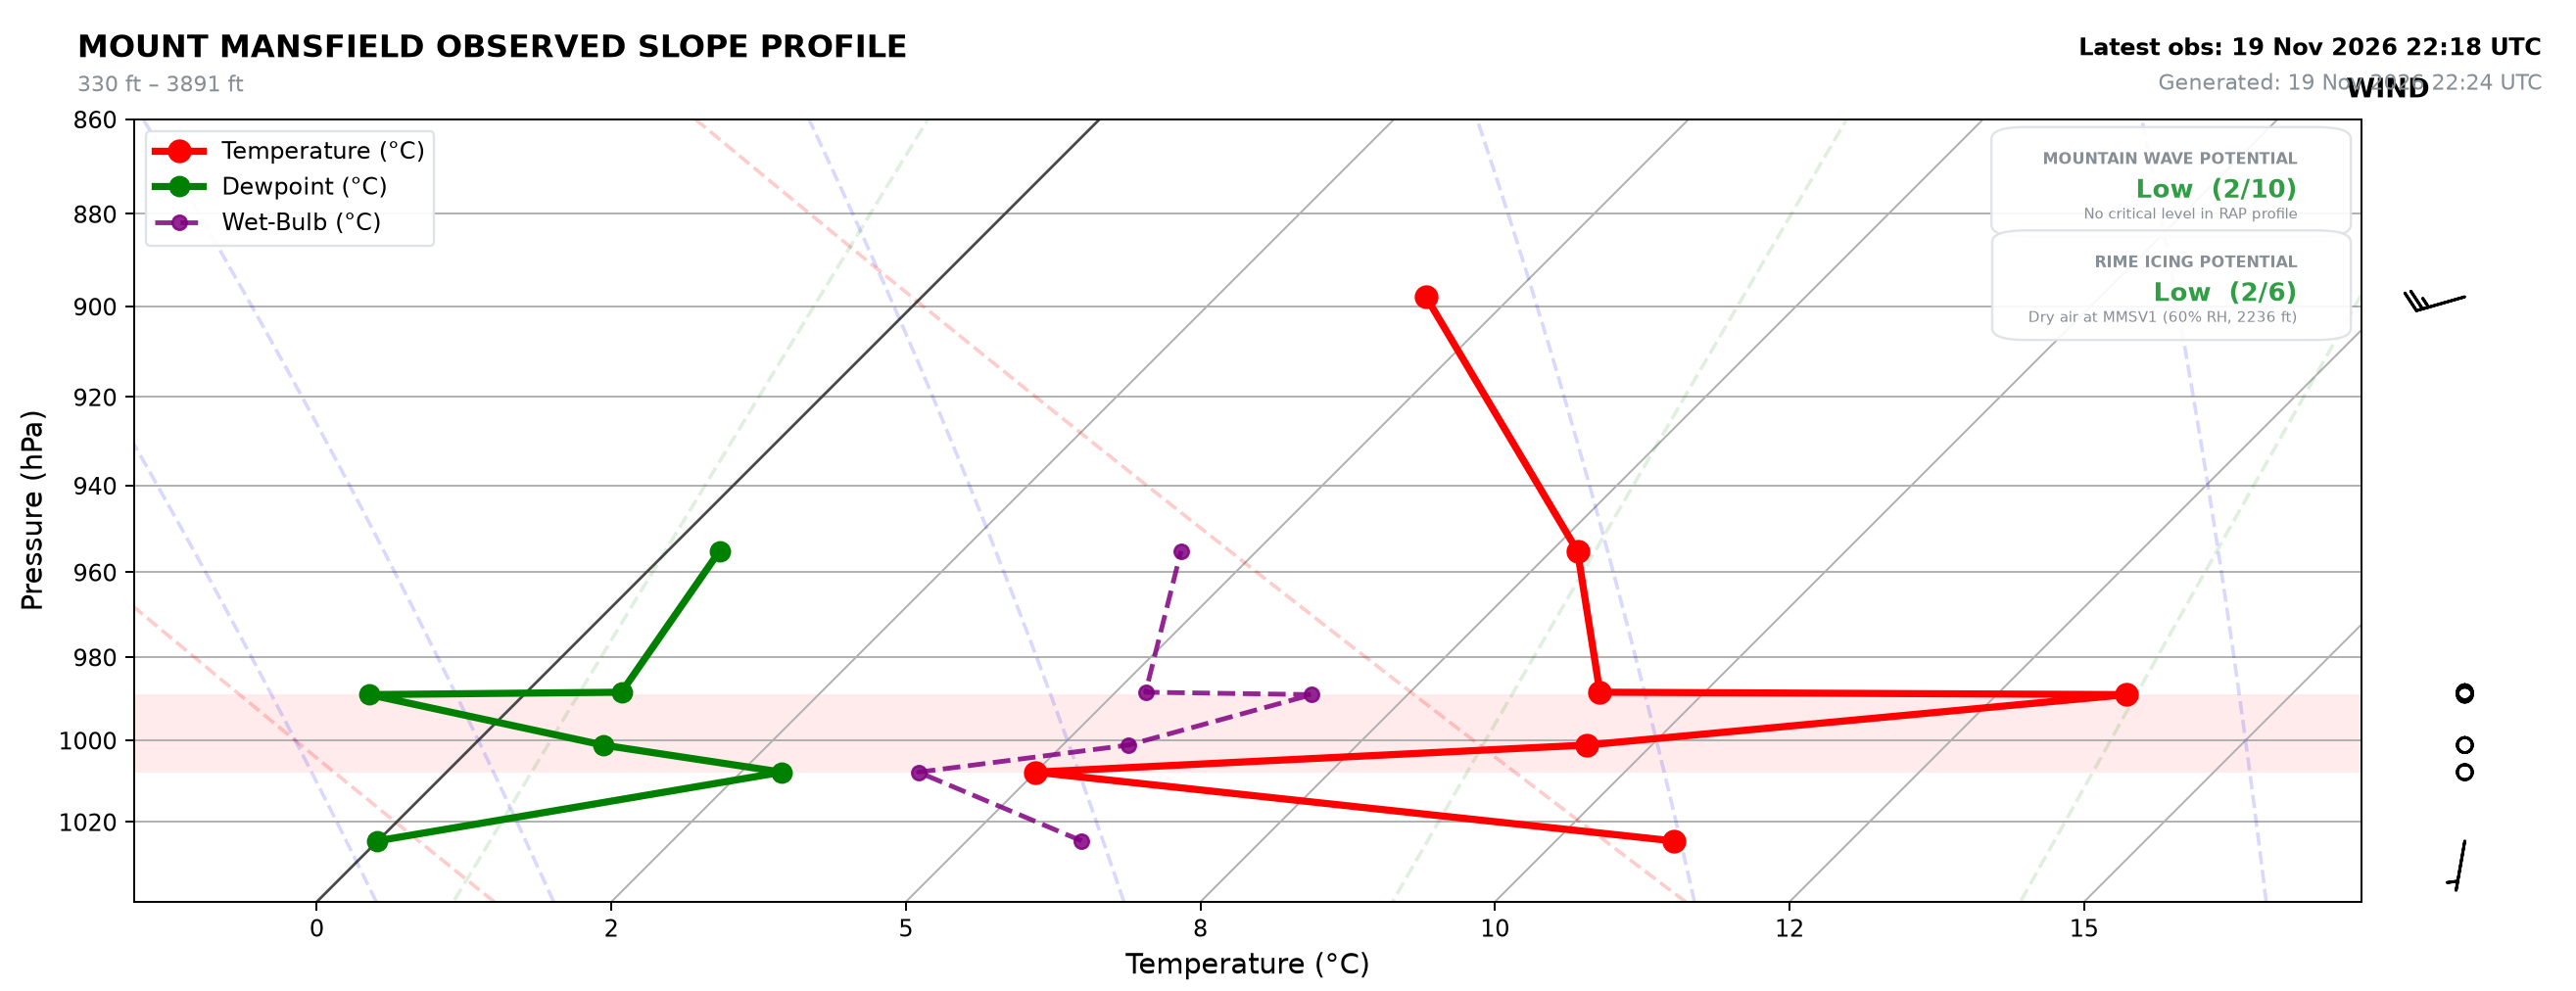 MOUNT MANSFIELD OBSERVED SLOPE PROFILE
Latest obs: 19 Nov 2026 22:18 UTC
330 ft – 3891 ft
Generated: 19 Nov 2026 22:24 UTC
WIND
Temperature (°C)
Dewpoint (°C)
Wet-Bulb (°C)
MOUNTAIN WAVE POTENTIAL
Low (2/10)
No critical level in RAP profile
RIME ICING POTENTIAL
Low (2/6)
Dry air at MMSV1 (60% RH, 2236 ft)
Pressure (hPa)
860
880
900
920
940
960
980
1000
1020
0 2 5 8 10 12 15
Temperature (°C)